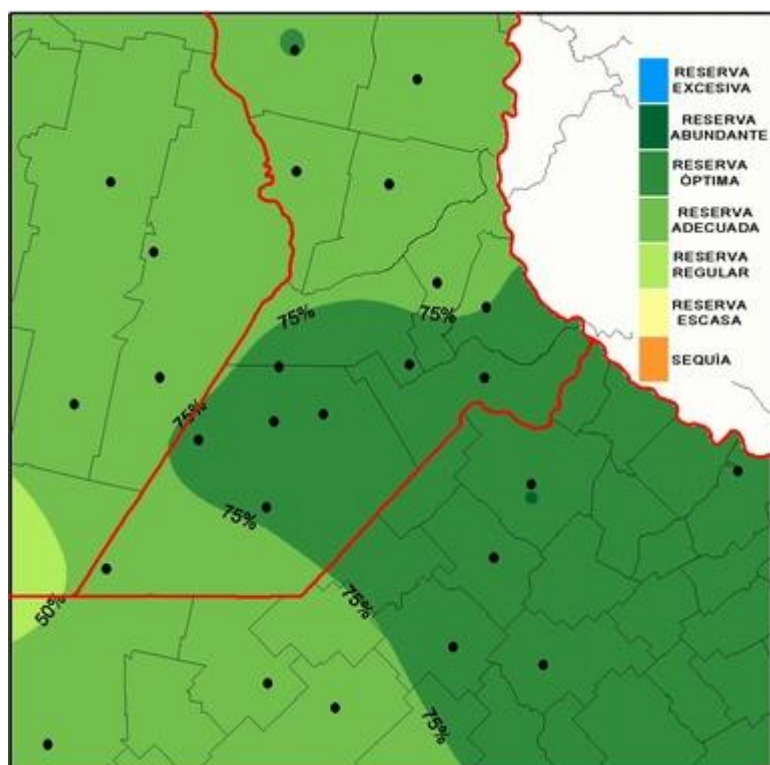 RESERVA
EXCESIVA
RESERVA
ABUNDANTE
RESERVA
ÓPTIMA
RESERVA
ADECUADA
RESERVA
REGULAR
RESERVA
ESCASA
SEQUÌA
75%
75%
75%
75%
75%
50%
75%